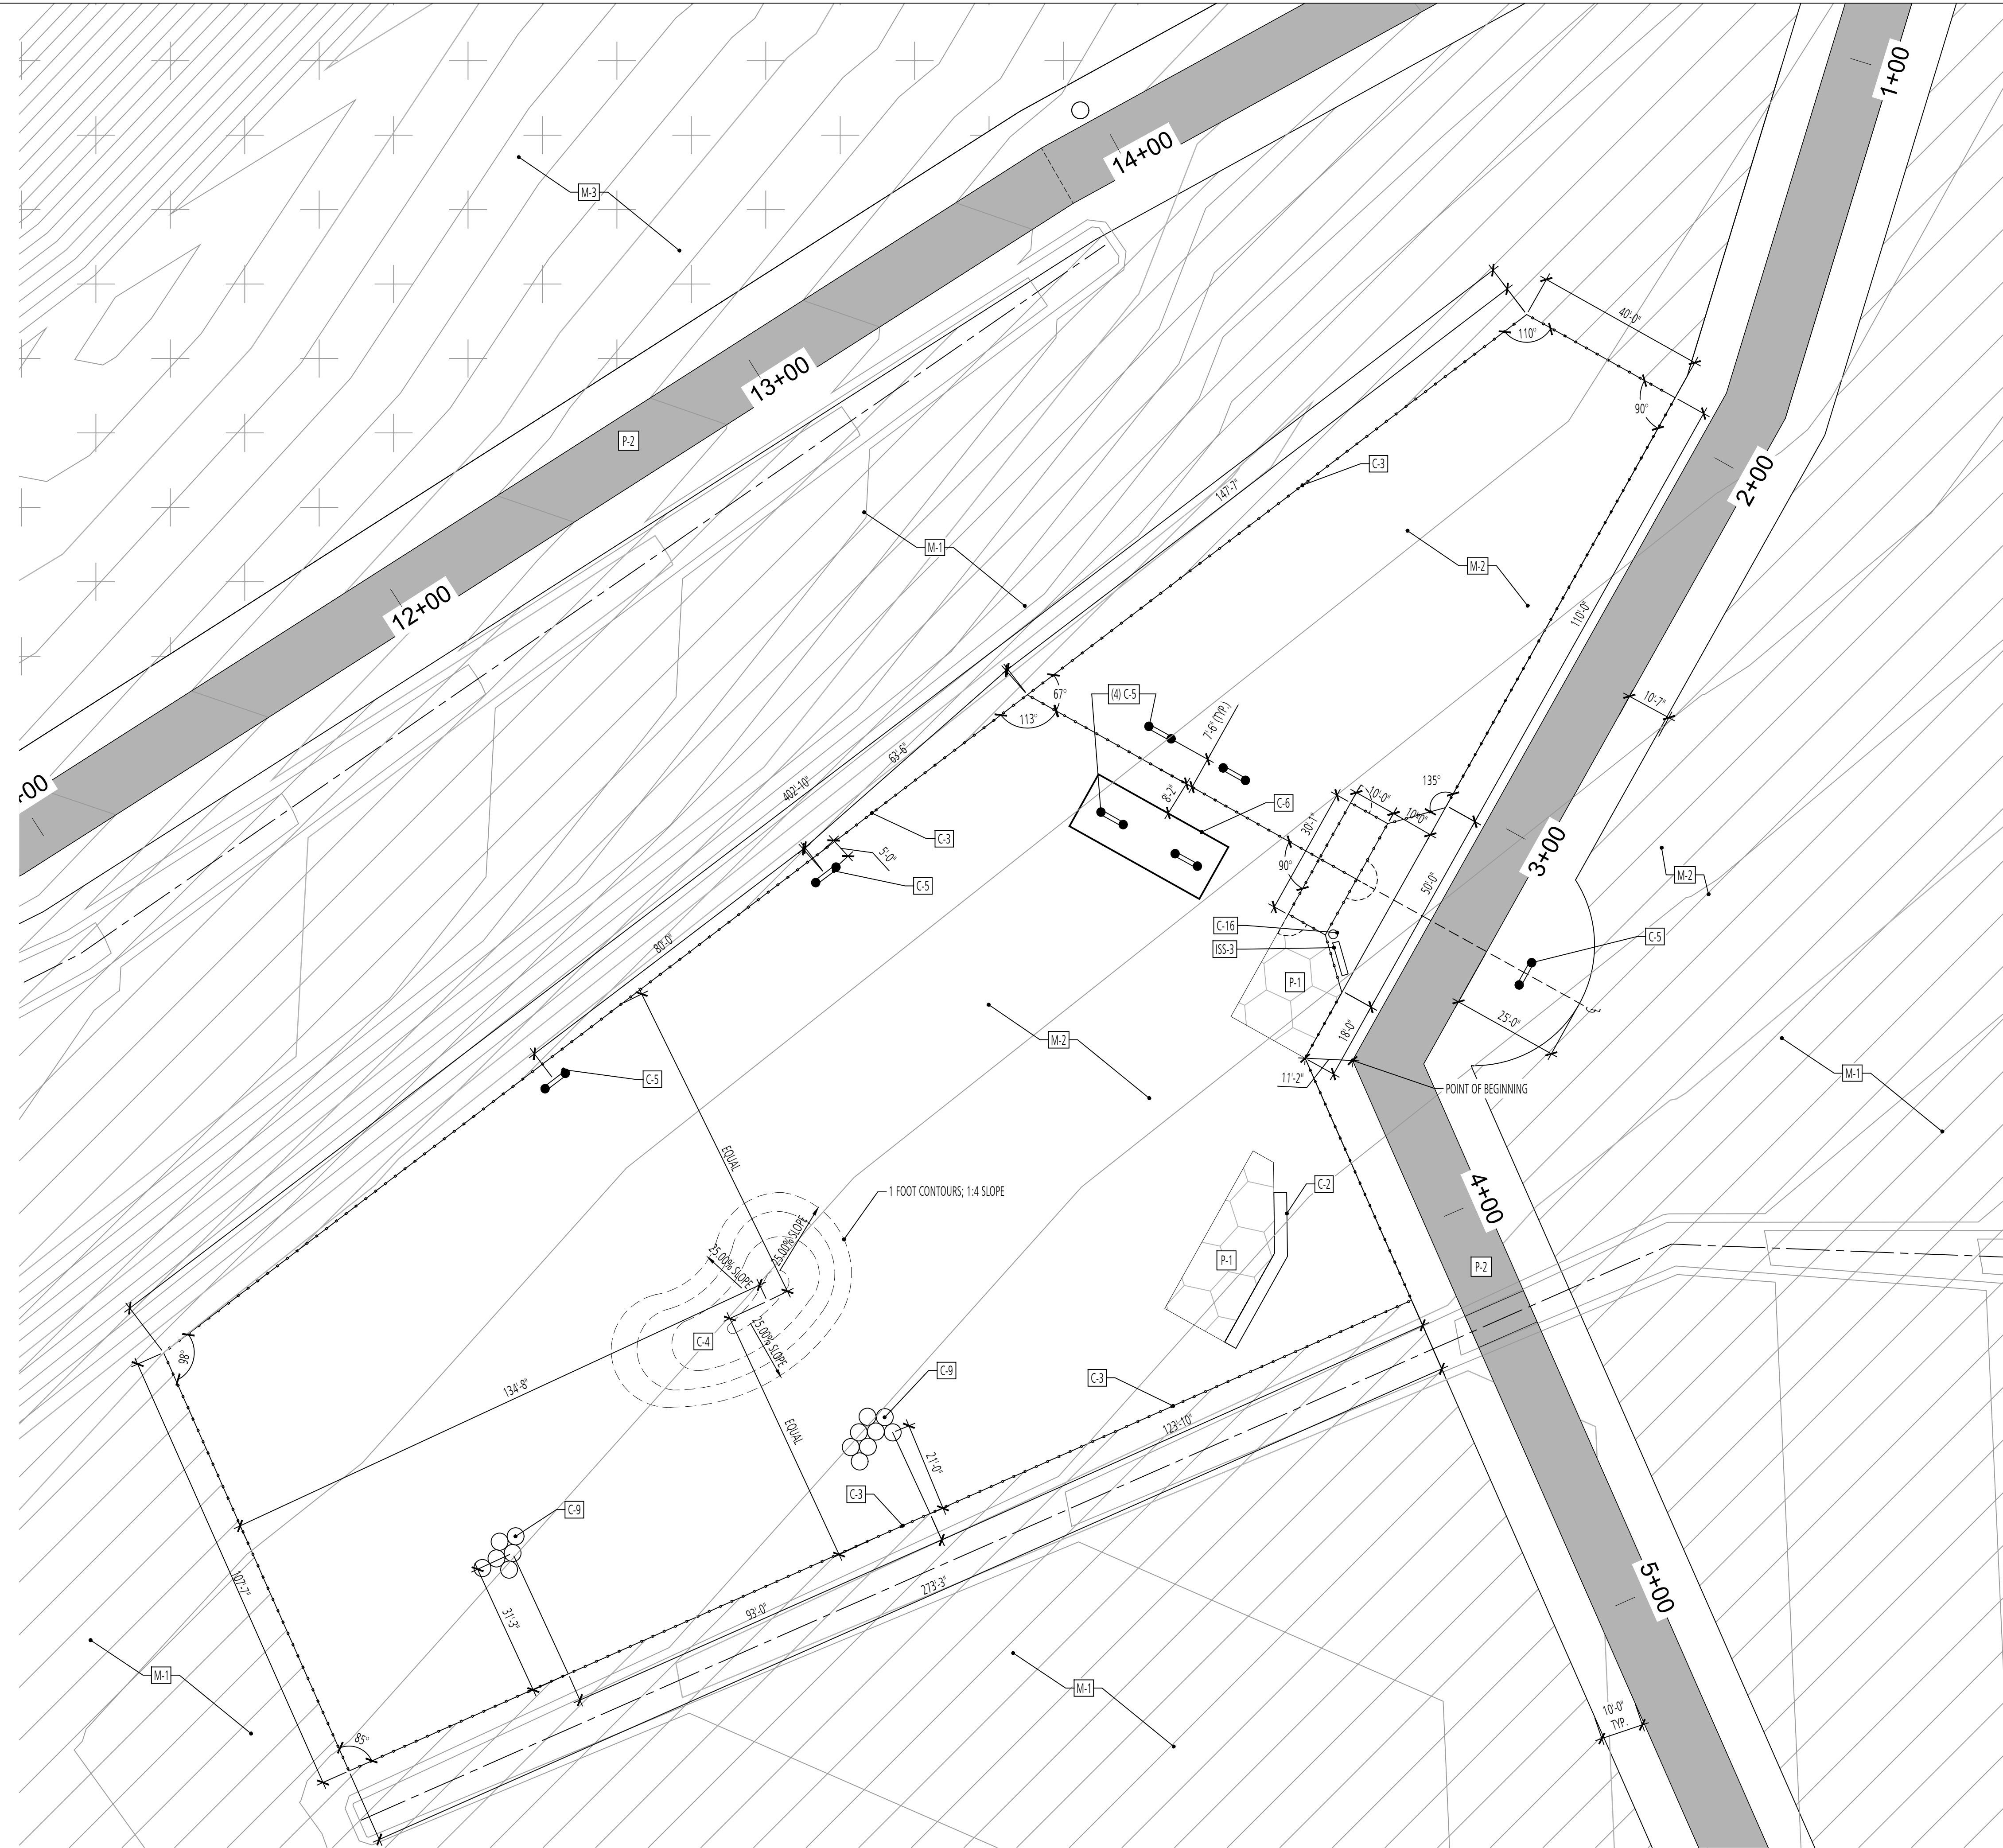 1+00
14+00
M-3
40'-0"
110°
13+00
90°
P-2
C-3
2+00
147'-7"
M-1
M-2
12+00
110'-0"
67°
(4) C-5
10'-7"
113°
7'-6" (TYP.)
63'-6"
402'-10"
135°
+00
8'-2"
10'-0"
C-6
10'-0"
30'-1"
C-3
3+00
5'-0"
90°
M-2
C-5
50'-0"
C-16
80'-0"
C-5
ISS-3
P-1
25'-0"
18'-0"
M-2
M-1
C-5
11'-2"
POINT OF BEGINNING
EQUAL
C-2
1 FOOT CONTOURS; 1:4 SLOPE
4+00
25.00% SLOPE
25.00% SLOPE
P-1
P-2
C-4
25.00% SLOPE
98°
C-9
C-3
134'-8"
123'-10"
EQUAL
21'-0"
C-3
C-9
107'-7"
273'-3"
5+00
93'-0"
31'-3"
M-1
M-1
10'-0"
TYP.
85°